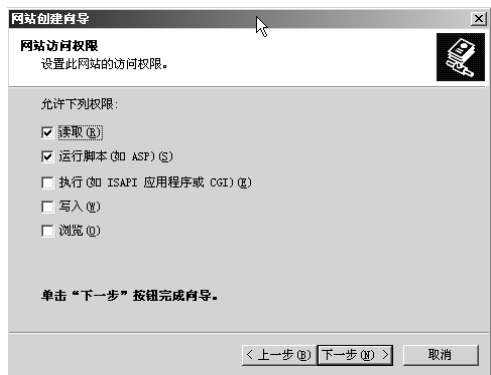 网站创建向导
网站访问权限
设置此网站的访问权限。
允许下列权限:
读取(R)
运行脚本(如 ASP)(S)
执行(如 ISAPI 应用程序或 CGI)(E)
写入(W)
浏览(O)
单击“下一步”按钮完成向导。
< 上一步(B) 下一步(N) > 取消